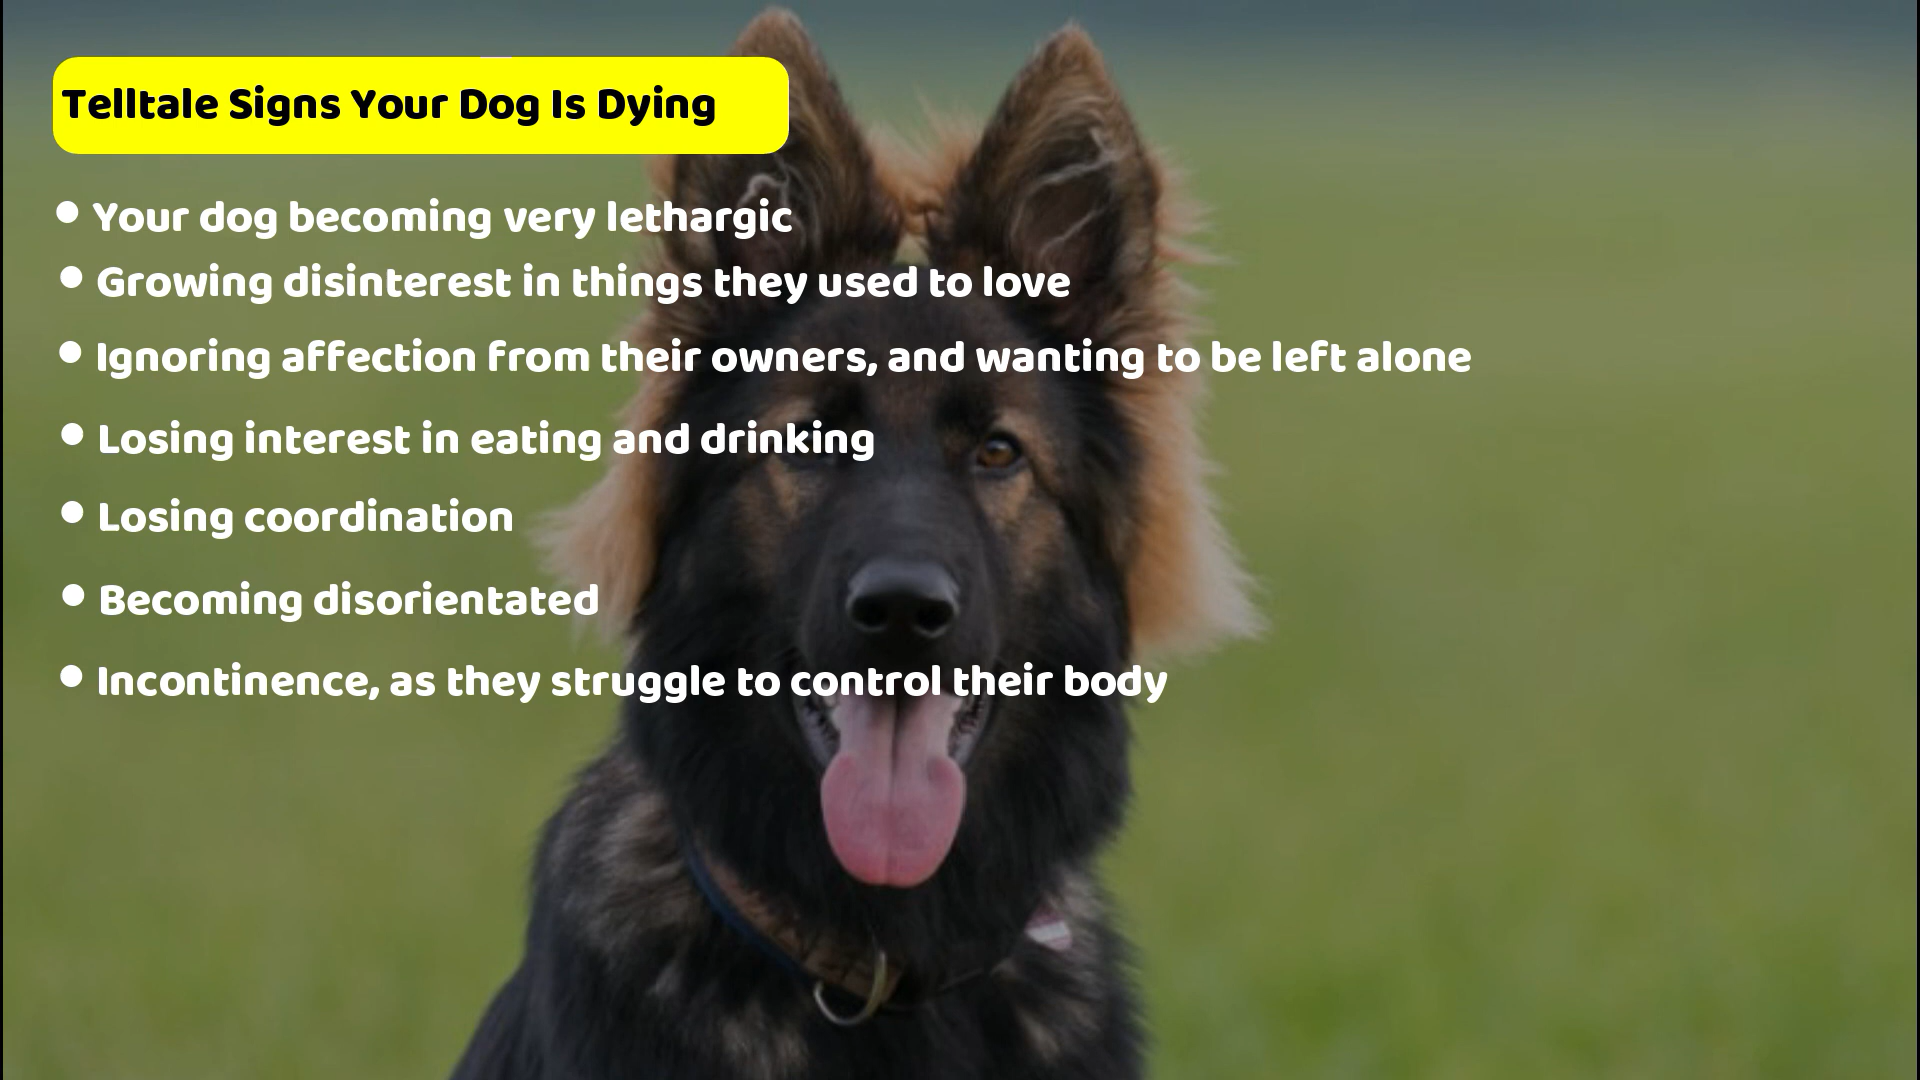 Telltale Signs Your Dog Is Dying
• Your dog becoming very lethargic
• Growing disinterest in things they used to love
• Ignoring affection from their owners, and wanting to be left alone
• Losing interest in eating and drinking
• Losing coordination
• Becoming disorientated
• Incontinence, as they struggle to control their body